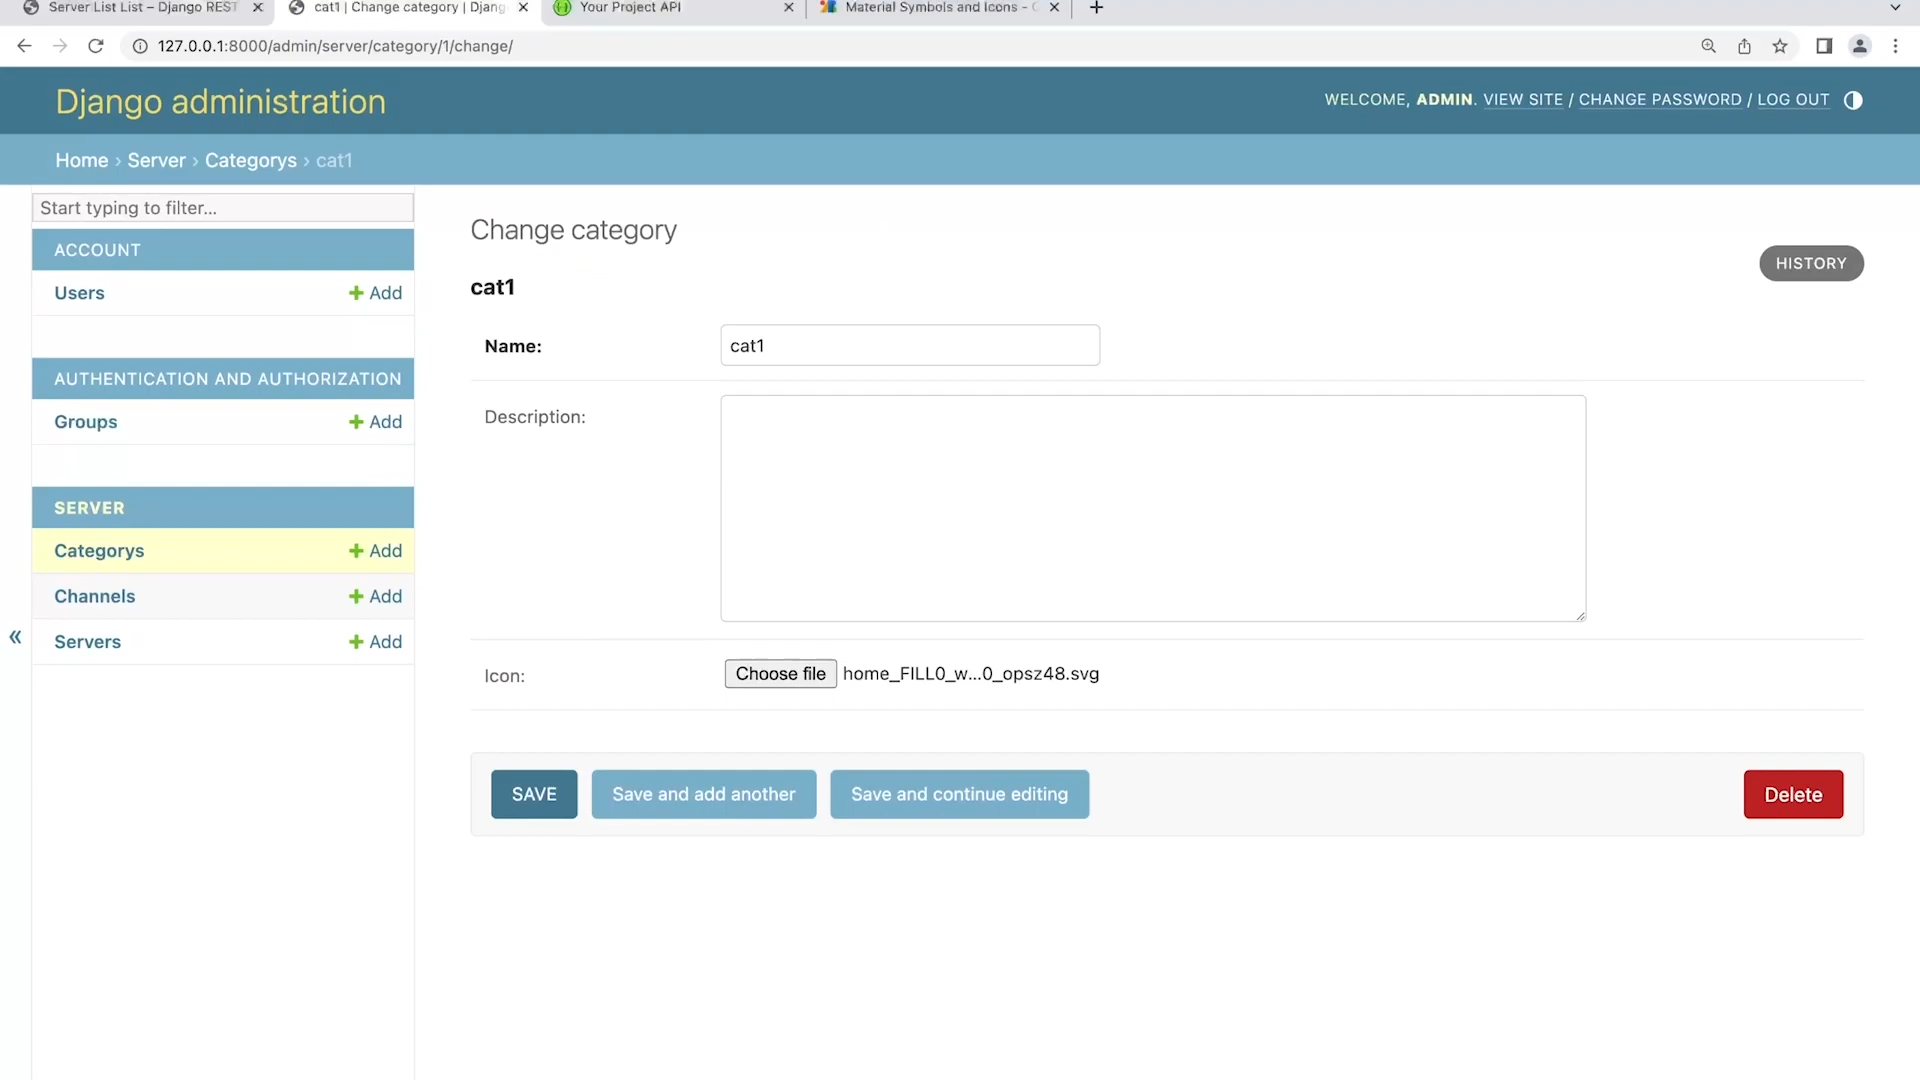 Server List List – Django REST
cat1 | Change category | Djang
Your Project API
Material Symbols and Icons -
127.0.0.1:8000/admin/server/category/1/change/
Django administration
WELCOME, ADMIN. VIEW SITE / CHANGE PASSWORD / LOG OUT
Home › Server › Categorys › cat1
Start typing to filter...
ACCOUNT
Users + Add
AUTHENTICATION AND AUTHORIZATION
Groups + Add
SERVER
Categorys + Add
Channels + Add
Servers + Add
«
Change category
HISTORY
cat1
Name: cat1
Description:
Icon: Choose file home_FILL0_w...0_opsz48.svg
SAVE Save and add another Save and continue editing Delete